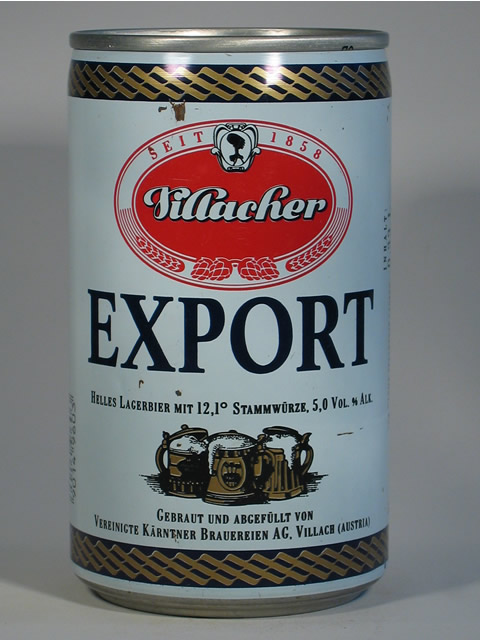 SEIT 1858
Villacher
EXPORT
HELLES LAGERBIER MIT 12,1° STAMMWÜRZE, 5,0 VOL. % ALK.
GEBRAUT UND ABGEFÜLLT VON
VEREINIGTE KÄRNTNER BRAUEREIEN AG, VILLACH (AUSTRIA)